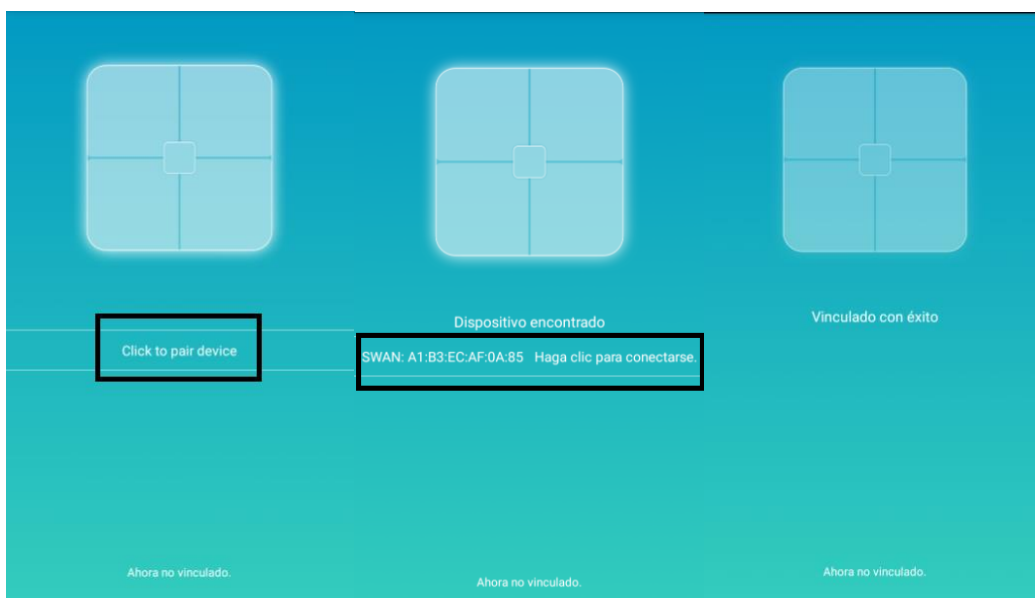 Click to pair device
Ahora no vinculado.
Dispositivo encontrado
SWAN: A1:B3:EC:AF:0A:85 Haga clic para conectarse.
Ahora no vinculado.
Vinculado con éxito
Ahora no vinculado.